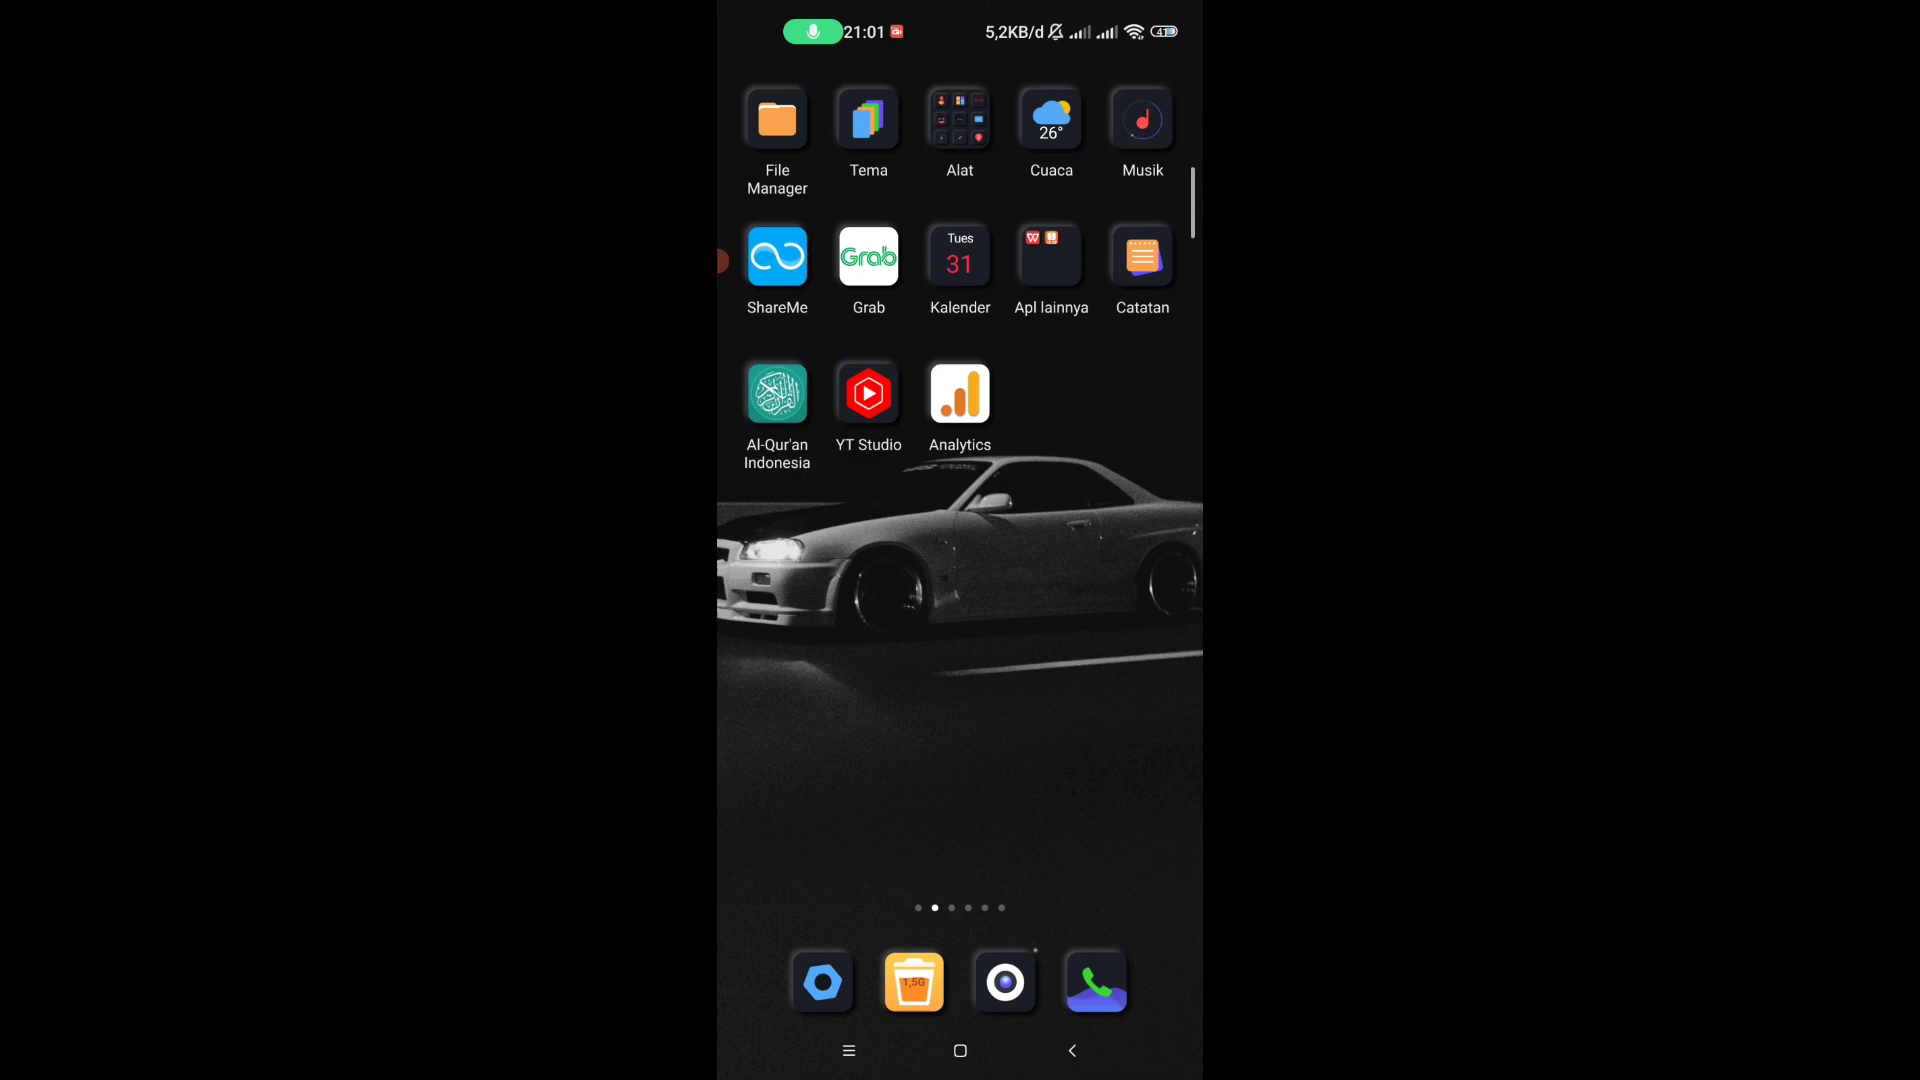 21:01 5,2KB/d 41
26°
File
Manager
Tema
Alat
Cuaca
Musik
Grab
Tues
31
ShareMe
Grab
Kalender
Apl lainnya
Catatan
Al-Qur'an
Indonesia
YT Studio
Analytics
1,5G